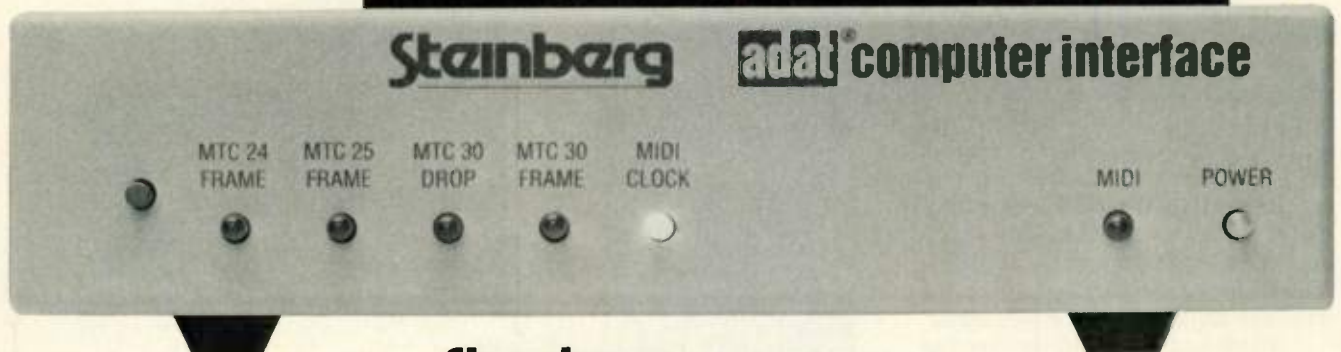 Steinberg adat® computer interface
MTC 24 MTC 25 MTC 30 MTC 30 MIDI
FRAME FRAME DROP FRAME CLOCK MIDI POWER